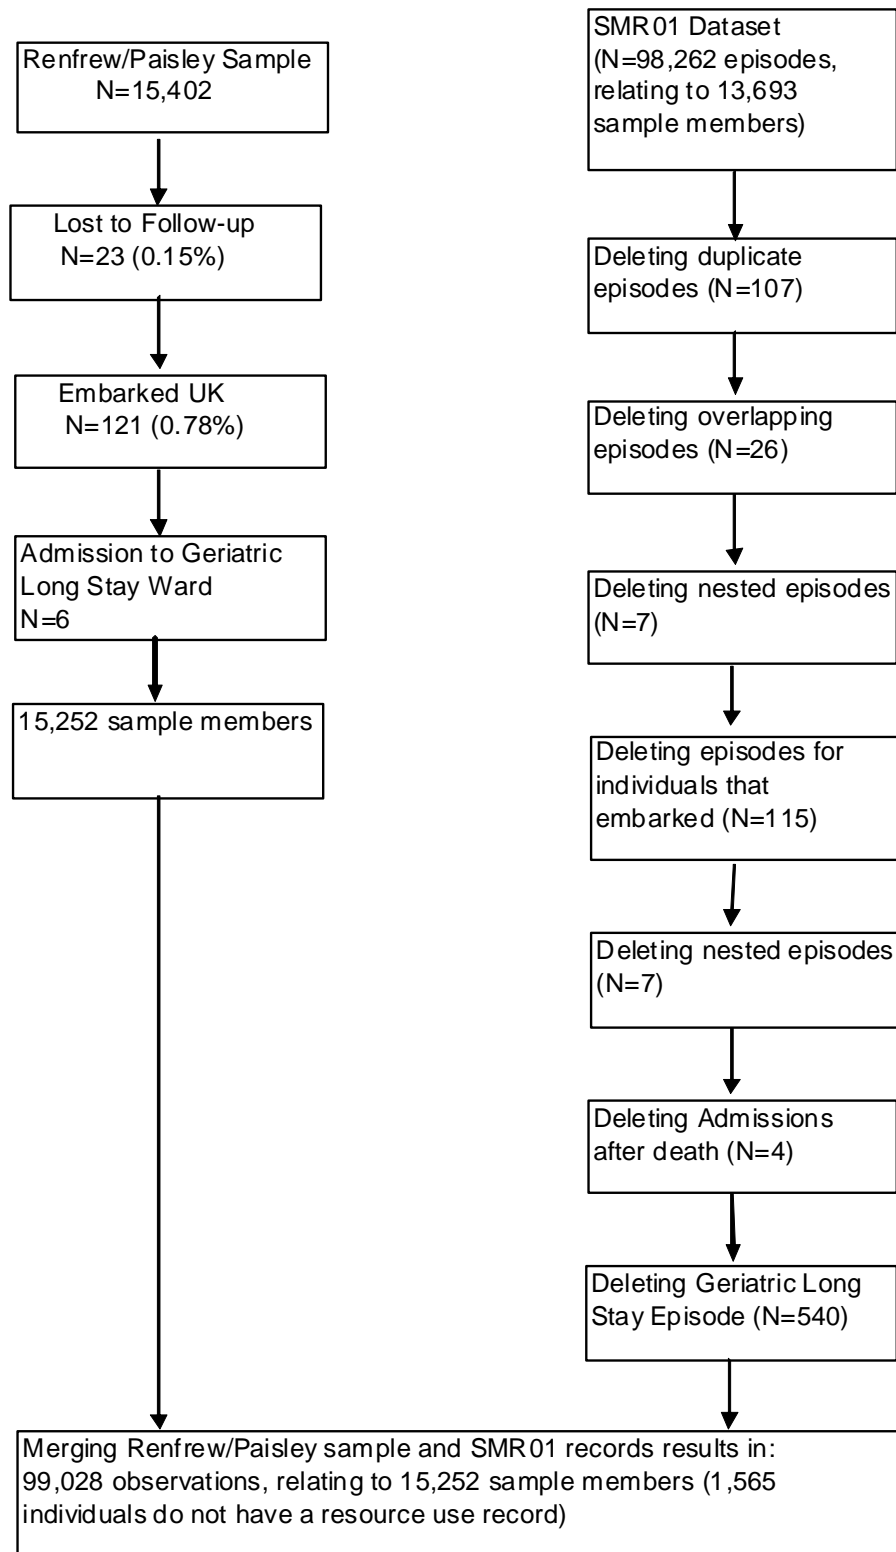 Renfrew/Paisley Sample
N=15,402
Lost to Follow-up
N=23 (0.15%)
Embarked UK
N=121 (0.78%)
Admission to Geriatric
Long Stay Ward
N=6
15,252 sample members
SMR01 Dataset
(N=98,262 episodes,
relating to 13,693
sample members)
Deleting duplicate
episodes (N=107)
Deleting overlapping
episodes (N=26)
Deleting nested episodes
(N=7)
Deleting episodes for
individuals that
embarked (N=115)
Deleting nested episodes
(N=7)
Deleting Admissions
after death (N=4)
Deleting Geriatric Long
Stay Episode (N=540)
Merging Renfrew/Paisley sample and SMR01 records results in:
99,028 observations, relating to 15,252 sample members (1,565
individuals do not have a resource use record)